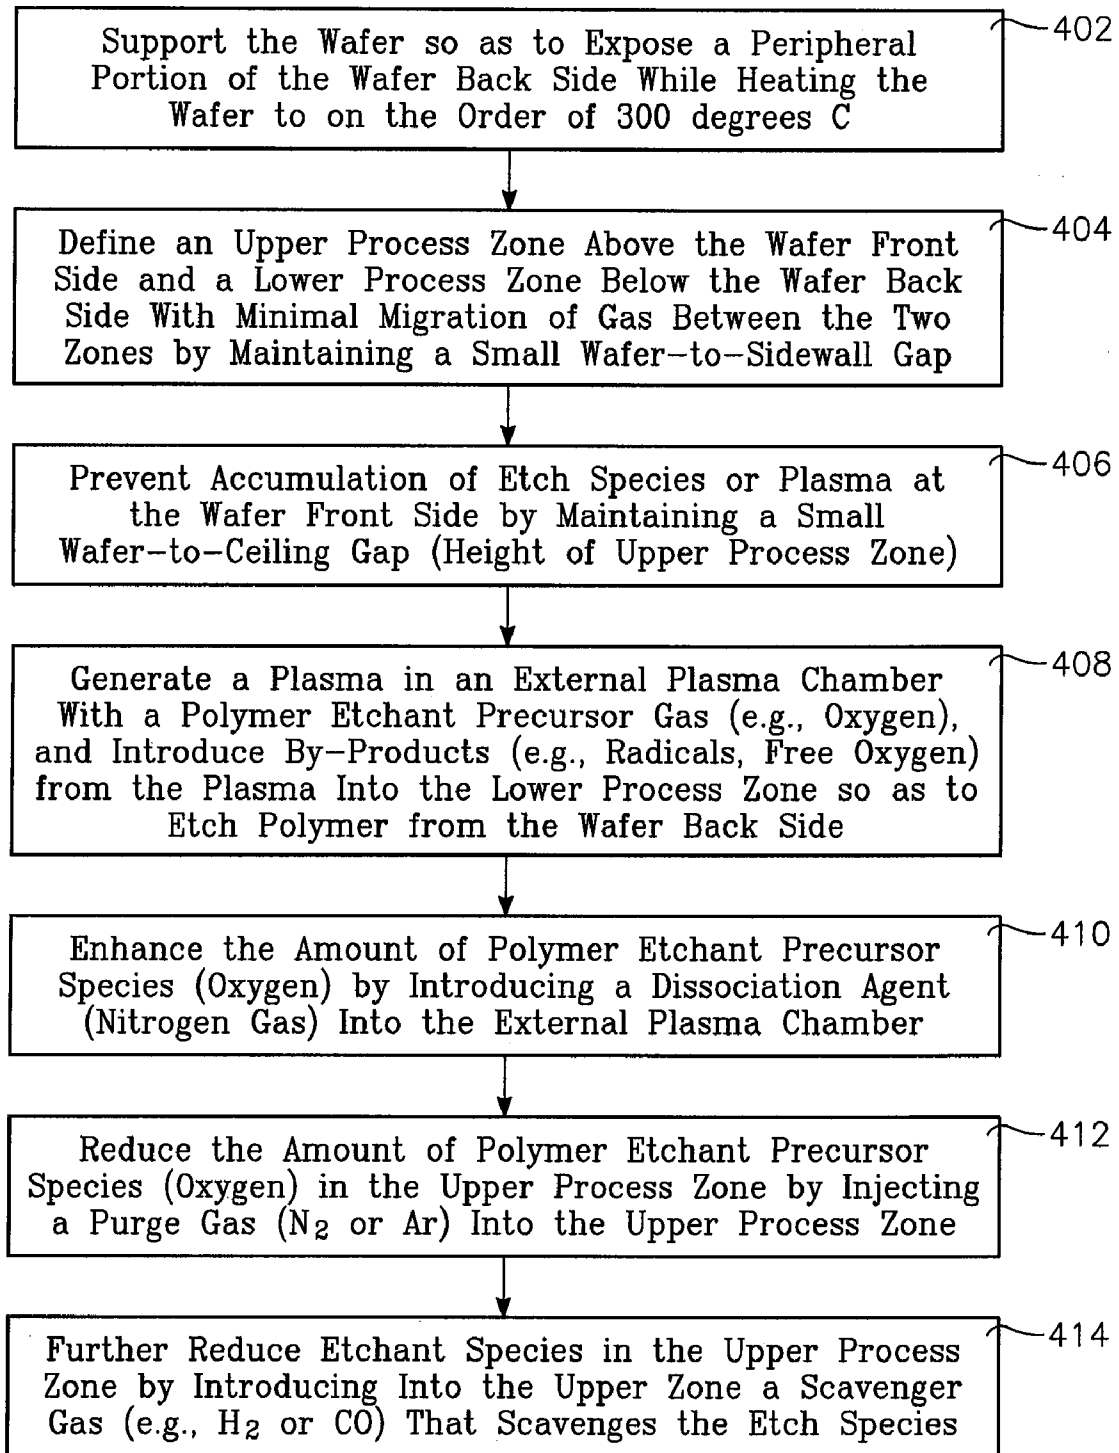 402
Support the Wafer so as to Expose a Peripheral
Portion of the Wafer Back Side While Heating the
Wafer to on the Order of 300 degrees C
404
Define an Upper Process Zone Above the Wafer Front
Side and a Lower Process Zone Below the Wafer Back
Side With Minimal Migration of Gas Between the Two
Zones by Maintaining a Small Wafer-to-Sidewall Gap
406
Prevent Accumulation of Etch Species or Plasma at
the Wafer Front Side by Maintaining a Small
Wafer-to-Ceiling Gap (Height of Upper Process Zone)
408
Generate a Plasma in an External Plasma Chamber
With a Polymer Etchant Precursor Gas (e.g., Oxygen),
and Introduce By-Products (e.g., Radicals, Free Oxygen)
from the Plasma Into the Lower Process Zone so as to
Etch Polymer from the Wafer Back Side
410
Enhance the Amount of Polymer Etchant Precursor
Species (Oxygen) by Introducing a Dissociation Agent
(Nitrogen Gas) Into the External Plasma Chamber
412
Reduce the Amount of Polymer Etchant Precursor
Species (Oxygen) in the Upper Process Zone by Injecting
a Purge Gas (N2 or Ar) Into the Upper Process Zone
414
Further Reduce Etchant Species in the Upper Process
Zone by Introducing Into the Upper Zone a Scavenger
Gas (e.g., H2 or CO) That Scavenges the Etch Species